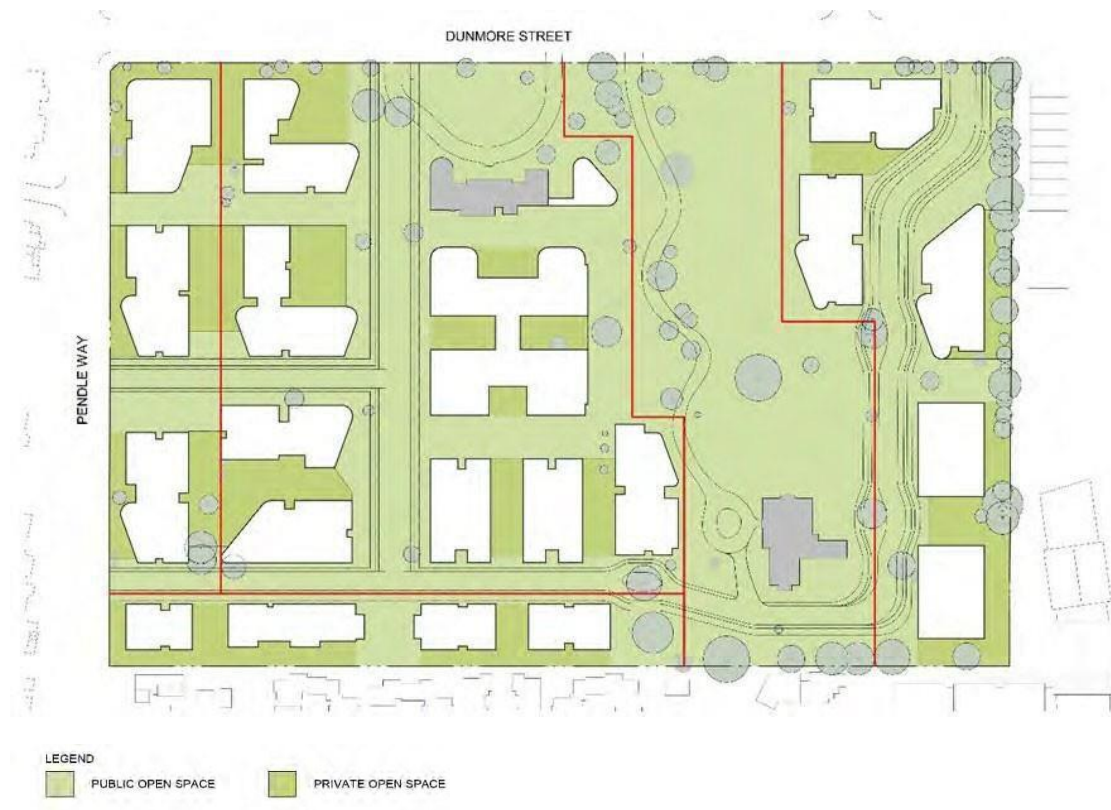 DUNMORE STREET
PENDLE WAY
LEGEND
PUBLIC OPEN SPACE
PRIVATE OPEN SPACE